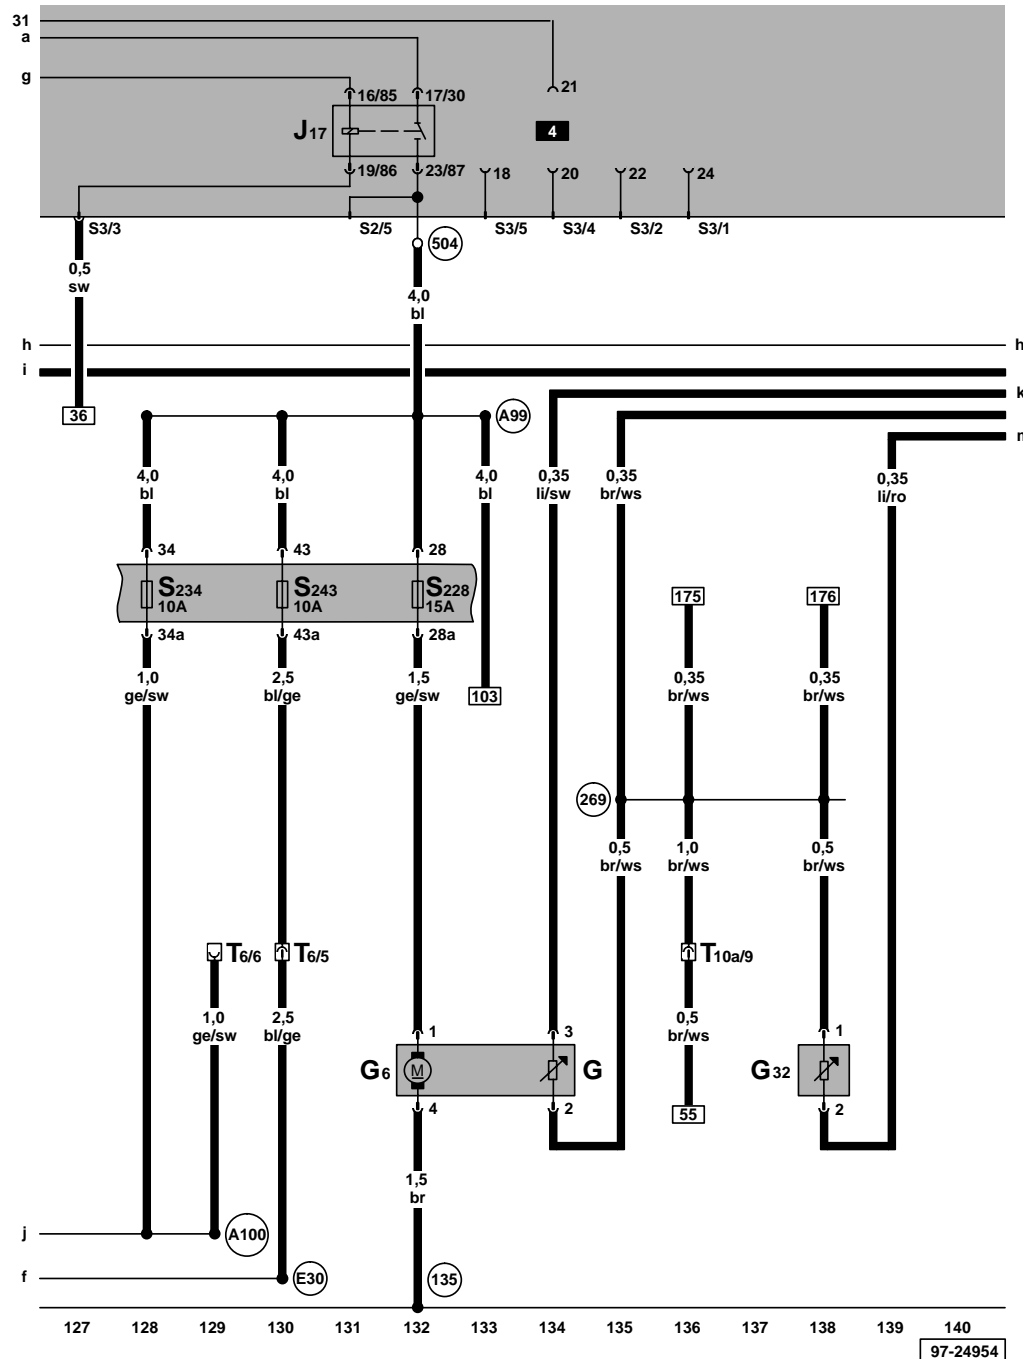 31
a
g
16/85 17/30 21
J17 4
19/86 23/87 18 20 22 24
S3/3 S2/5 S3/5 S3/4 S3/2 S3/1
504
0,5
sw
4,0
bl
h h
i
k
36 A99
4,0 4,0 4,0 0,35 0,35 0,35
bl bl bl li/sw br/ws li/ro
34 43 28
S234 S243 S228
10A 10A 15A
175 176
34a 43a 28a
1,0 2,5 1,5 0,35 0,35
ge/sw bl/ge ge/sw br/ws br/ws
103
269
0,5 1,0 0,5
br/ws br/ws br/ws
T6/6 T6/5 T10a/9
1,0 2,5 0,5
ge/sw bl/ge br/ws
1 3 1
G6 M G G32
4 2 55 2
1,5
br
j A100
f E30 135
127 128 129 130 131 132 133 134 135 136 137 138 139 140
97-24954